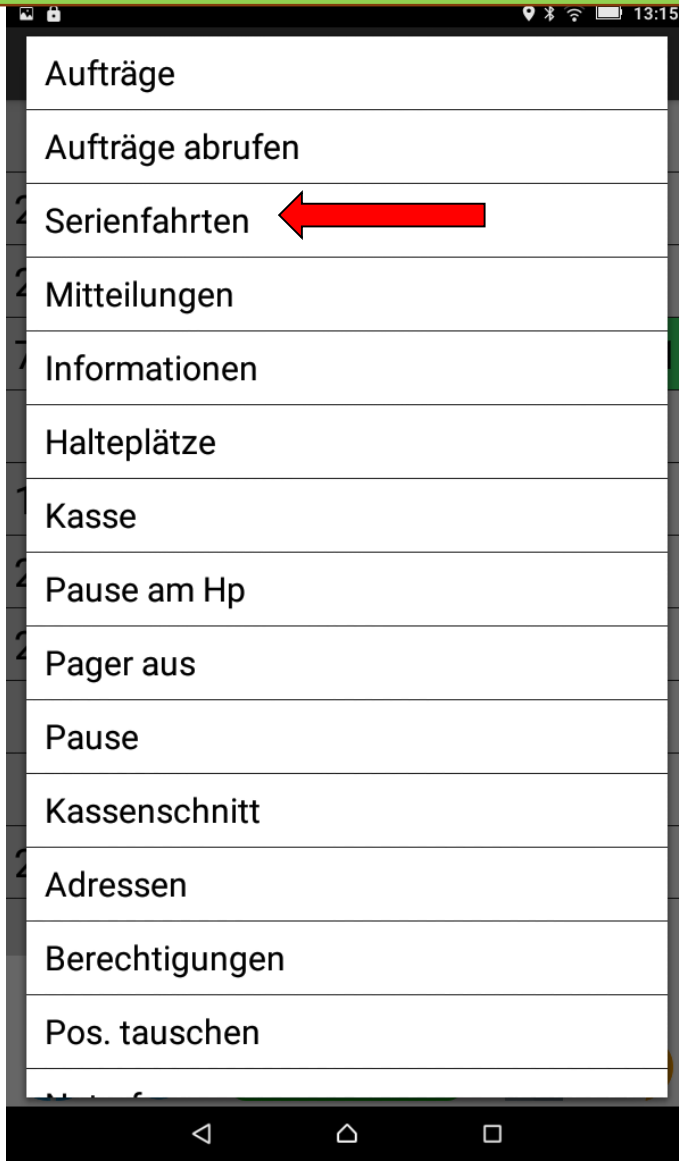 13:15
Aufträge
Aufträge abrufen
Serienfahrten
Mitteilungen
Informationen
Halteplätze
Kasse
Pause am Hp
Pager aus
Pause
Kassenschnitt
Adressen
Berechtigungen
Pos. tauschen